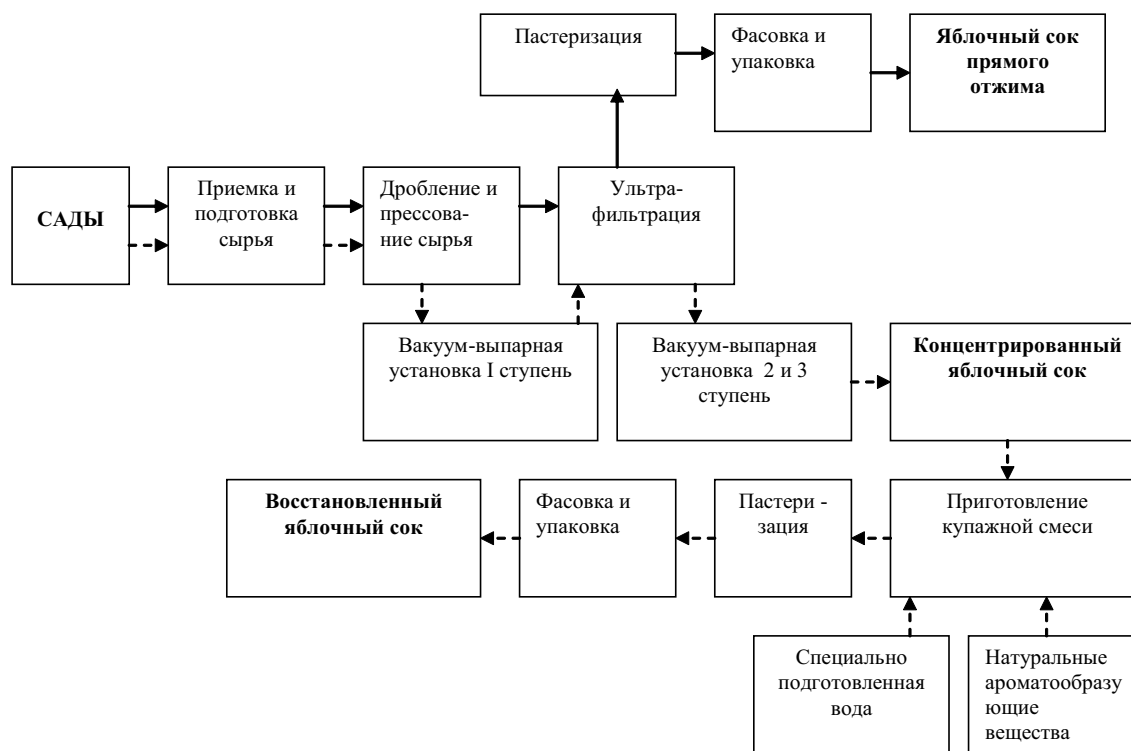 Пастеризация
Фасовка и
упаковка
Яблочный сок
прямого
отжима
САДЫ
Приемка и
подготовка
сырья
Дробление и
прессова-
ние сырья
Ультра-
фильтрация
Вакуум-выпарная
установка I ступень
Вакуум-выпарная
установка 2 и 3
ступень
Концентрированный
яблочный сок
Восстановленный
яблочный сок
Фасовка и
упаковка
Пастери -
зация
Приготовление
купажной смеси
Специально
подготовленная
вода
Натуральные
ароматообразу
ющие
вещества